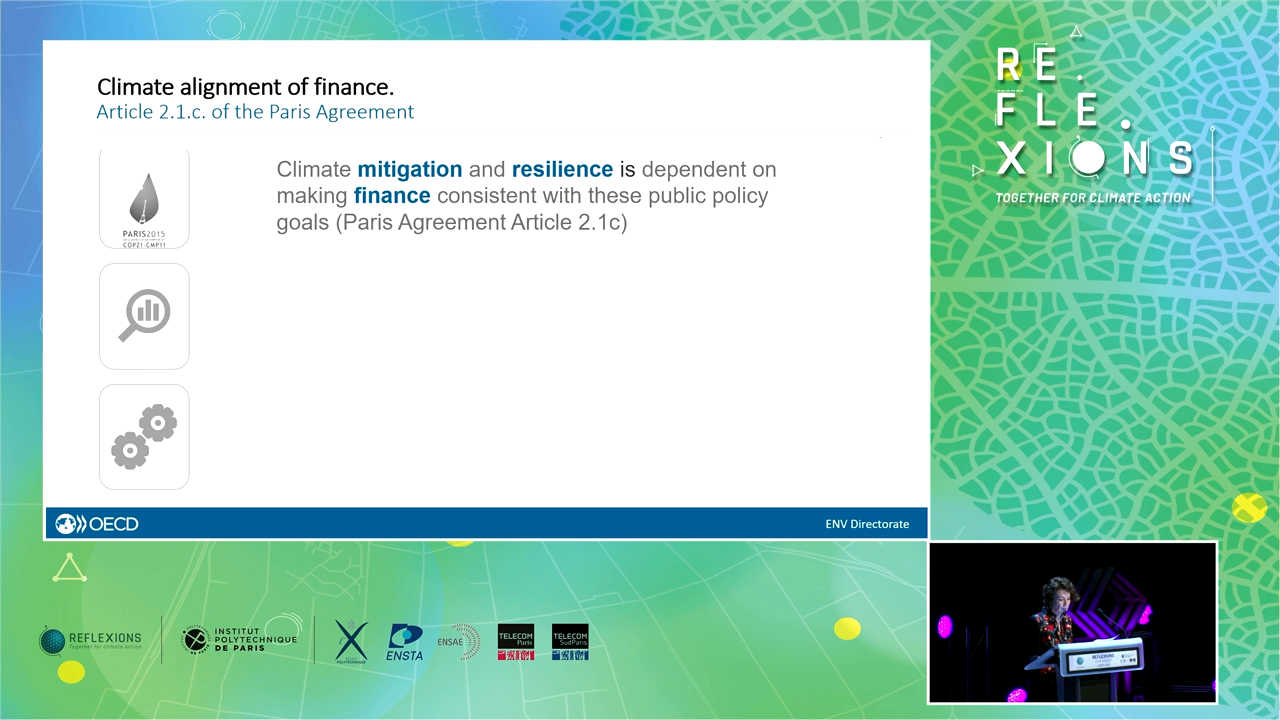 Climate alignment of finance.
Article 2.1.c. of the Paris Agreement
Climate mitigation and resilience is dependent on
making finance consistent with these public policy
goals (Paris Agreement Article 2.1c)
PARIS2015
COP21·CMP11
OECD
ENV Directorate
RE.
FLE.
XIONS
TOGETHER FOR CLIMATE ACTION
REFLEXIONS
Together for climate action
INSTITUT
POLYTECHNIQUE
DE PARIS
ENSTA
ENSAE
TELECOM
Paris
TELECOM
SudParis
REFLEXIONS